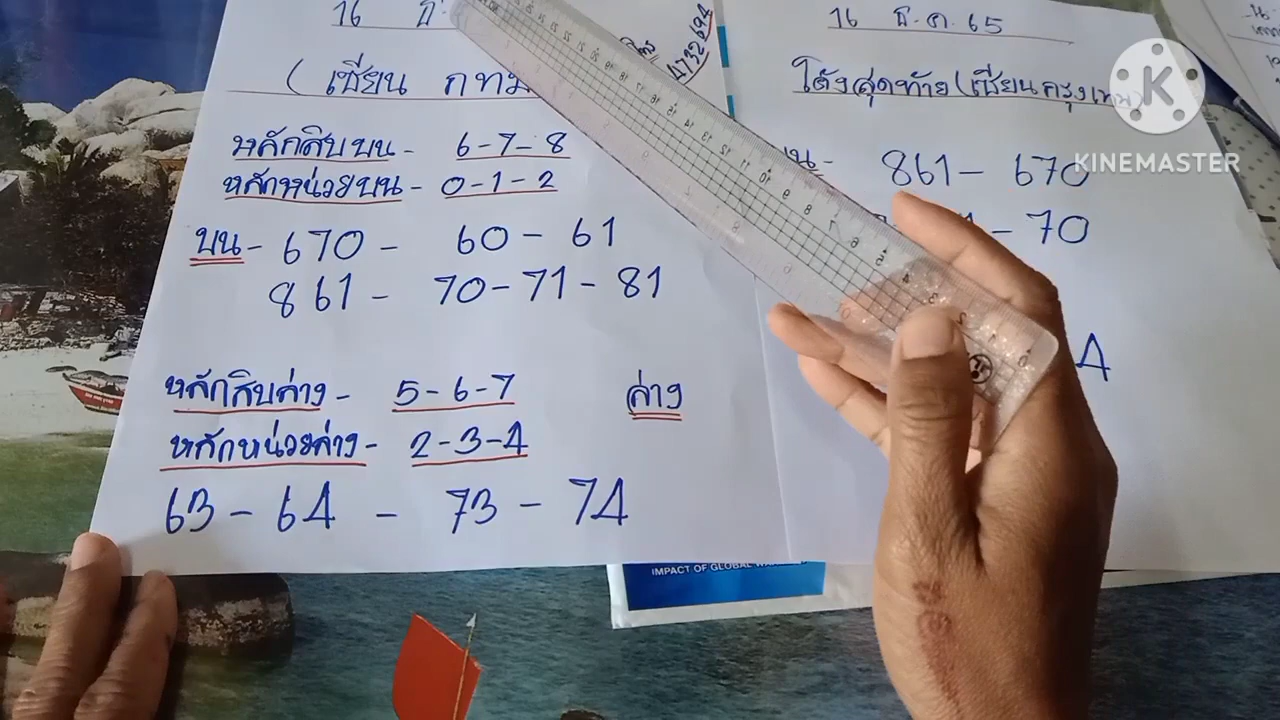 16 ธ.
(เซียน กทม
หลักสิบบน - 6-7-8
หลักหน่วยบน - 0-1-2
บน - 670 - 60 - 61
861 - 70 - 71 - 81
หลักสิบล่าง - 5-6-7 ล่าง
หลักหน่วยล่าง - 2-3-4
63 - 64 - 73 - 74
16 ธ.ค. 65
โต้งสุดท้าย (เซียนกรุงเทพ)
861 - 670
- 70
4
KINEMASTER
IMPACT OF GLOBAL